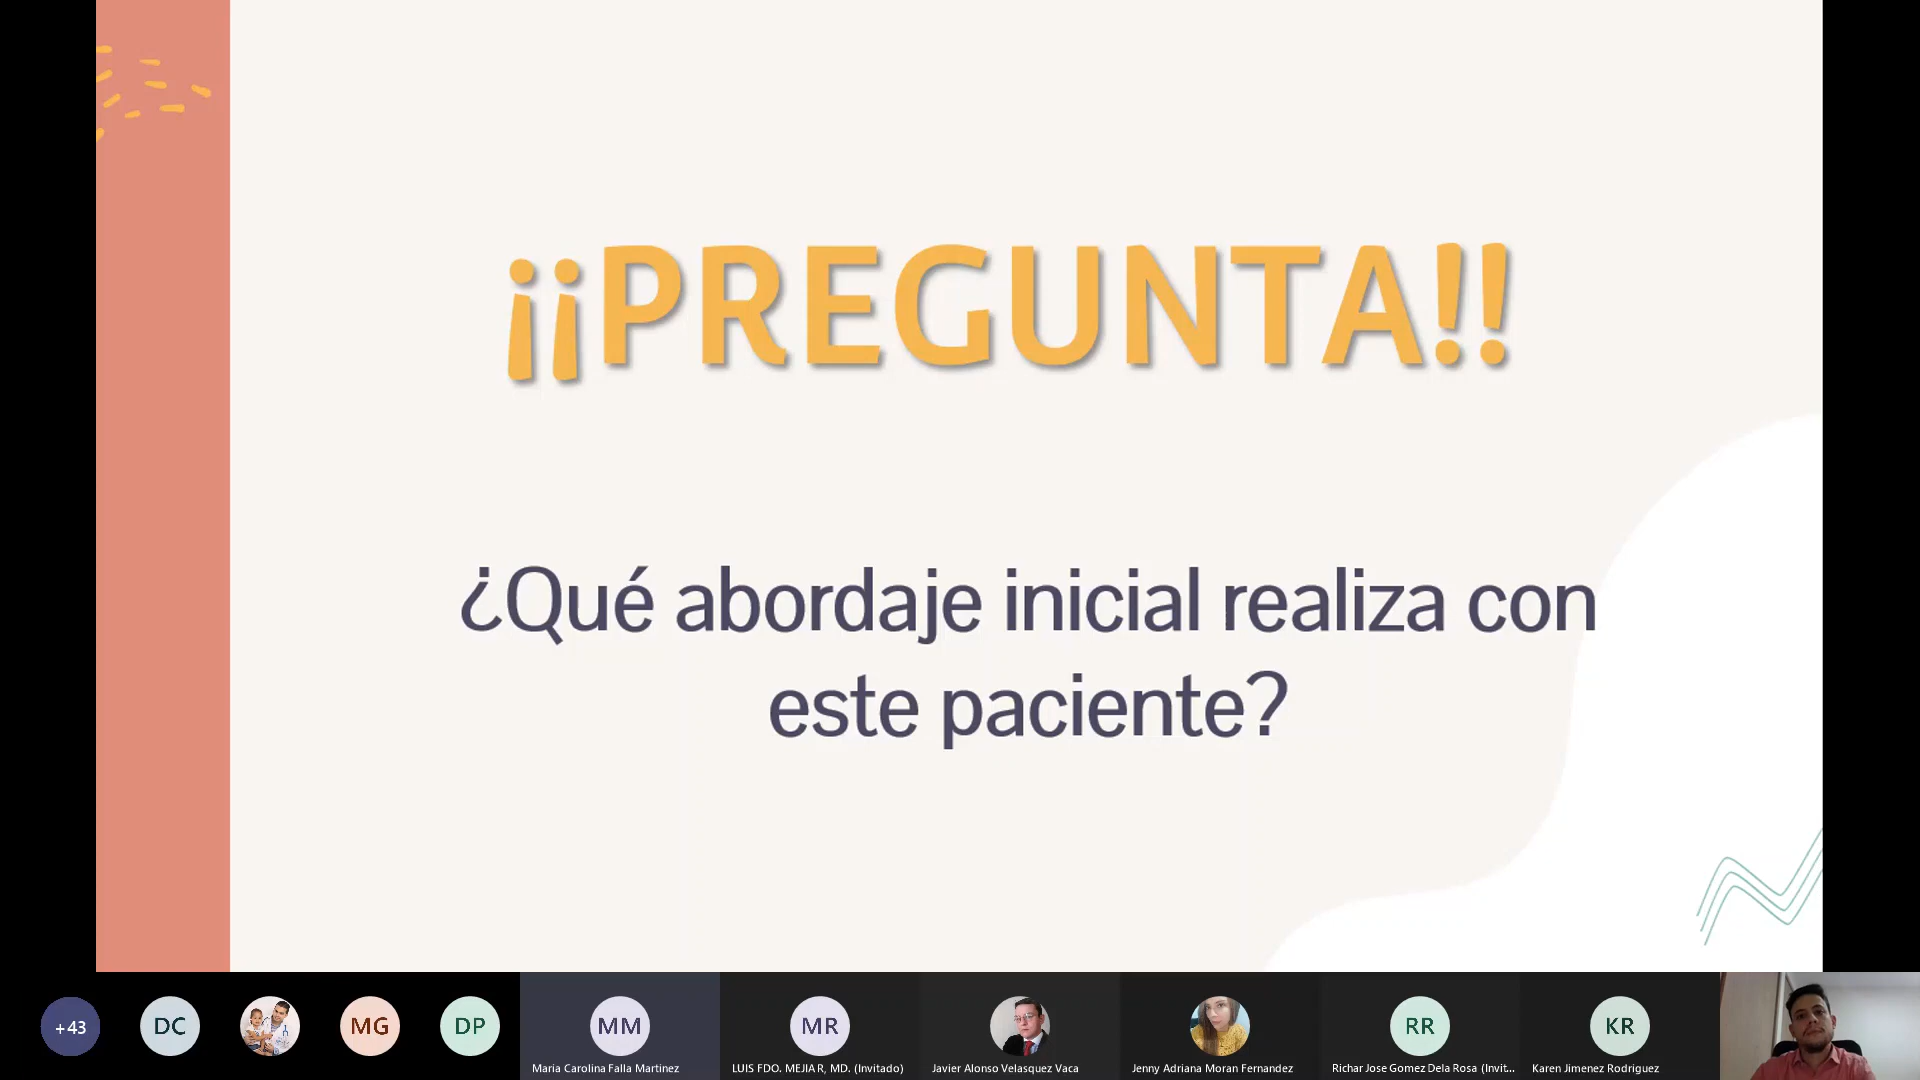 ¡¡PREGUNTA!!
¿Qué abordaje inicial realiza con
este paciente?
+43
DC
MG
DP
MM
MR
RR
KR
Maria Carolina Falla Martinez
LUIS FDO. MEJIA R, MD. (Invitado)
Javier Alonso Velasquez Vaca
Jenny Adriana Moran Fernandez
Richar Jose Gomez Dela Rosa (Invit...
Karen Jimenez Rodriguez